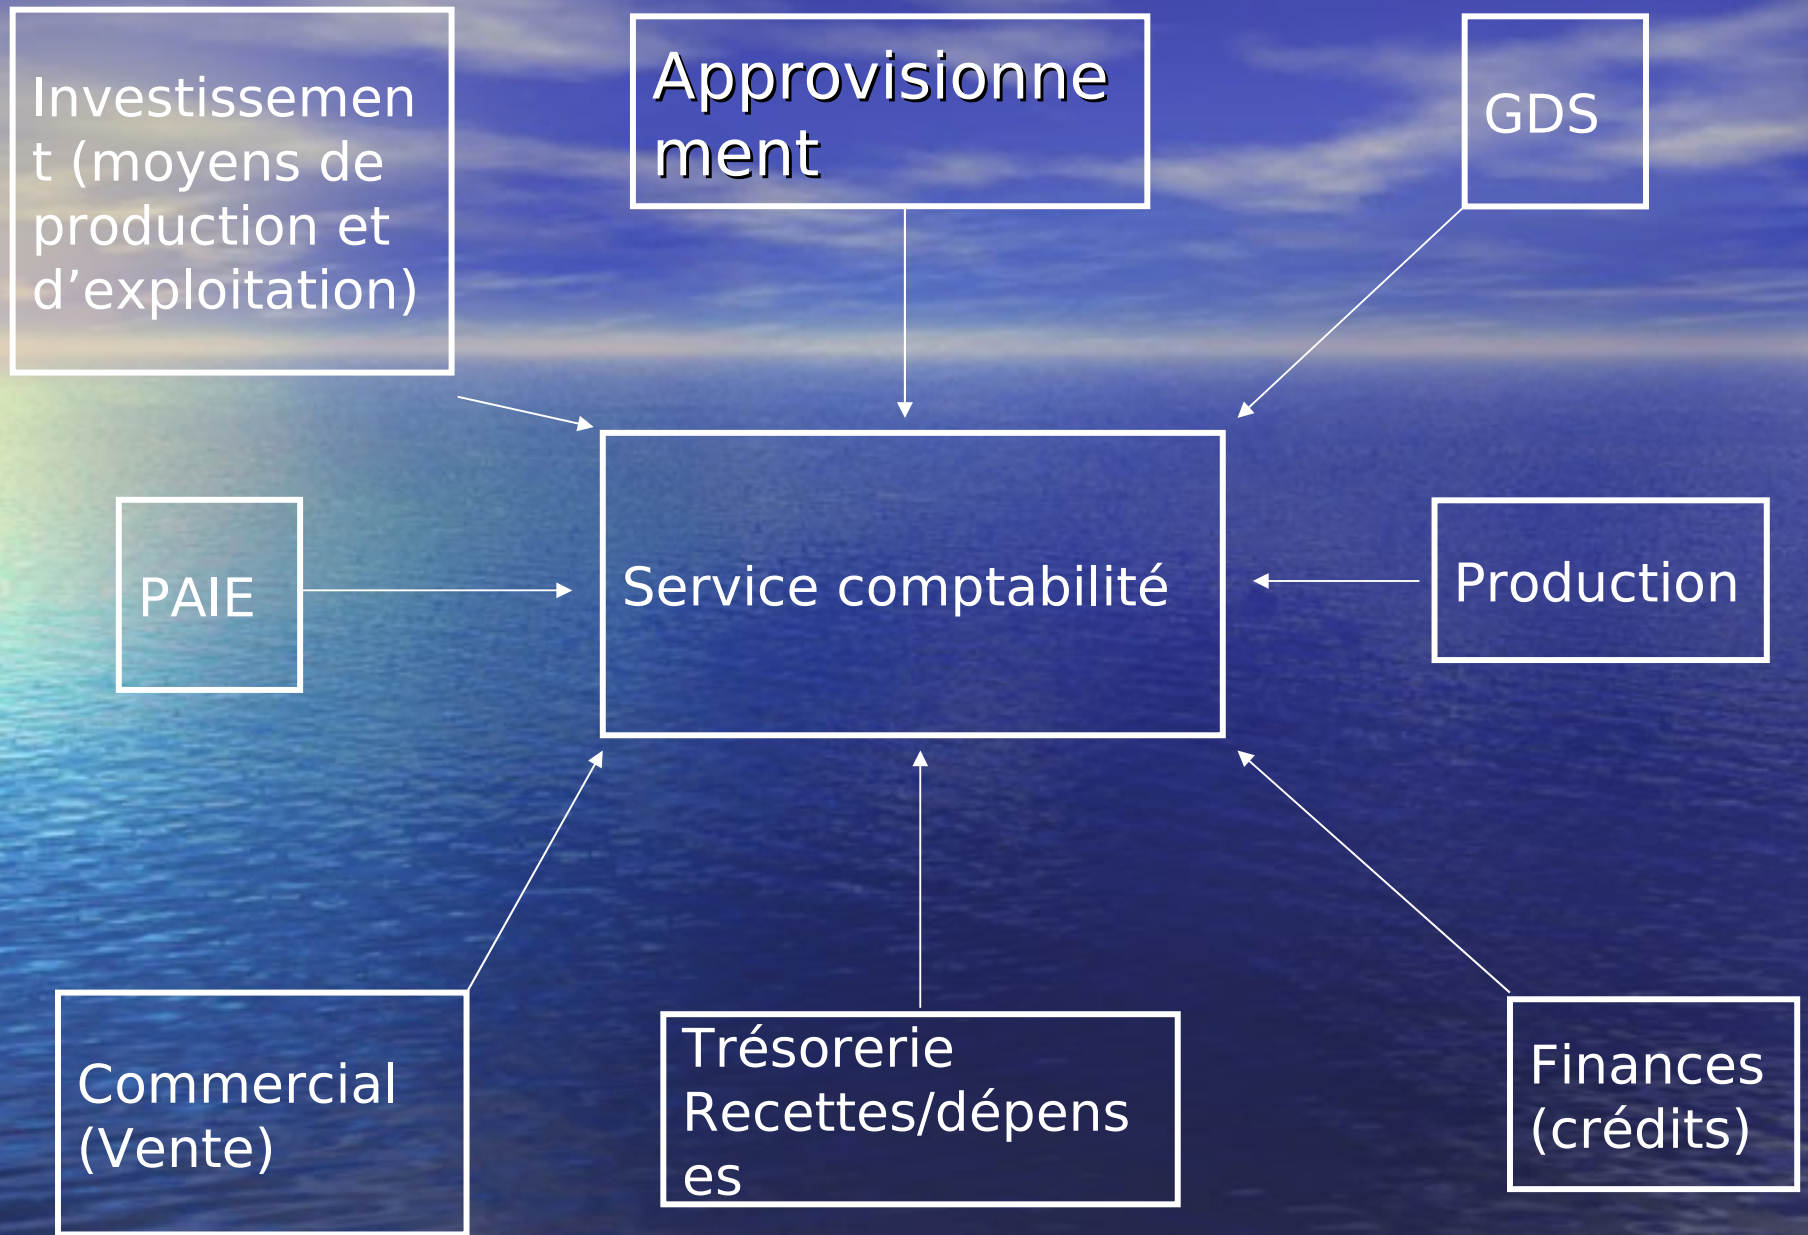 Investissemen
t (moyens de
production et
d’exploitation)
Approvisionne
ment
GDS
PAIE
Service comptabilité
Production
Commercial
(Vente)
Trésorerie
Recettes/dépens
es
Finances
(crédits)